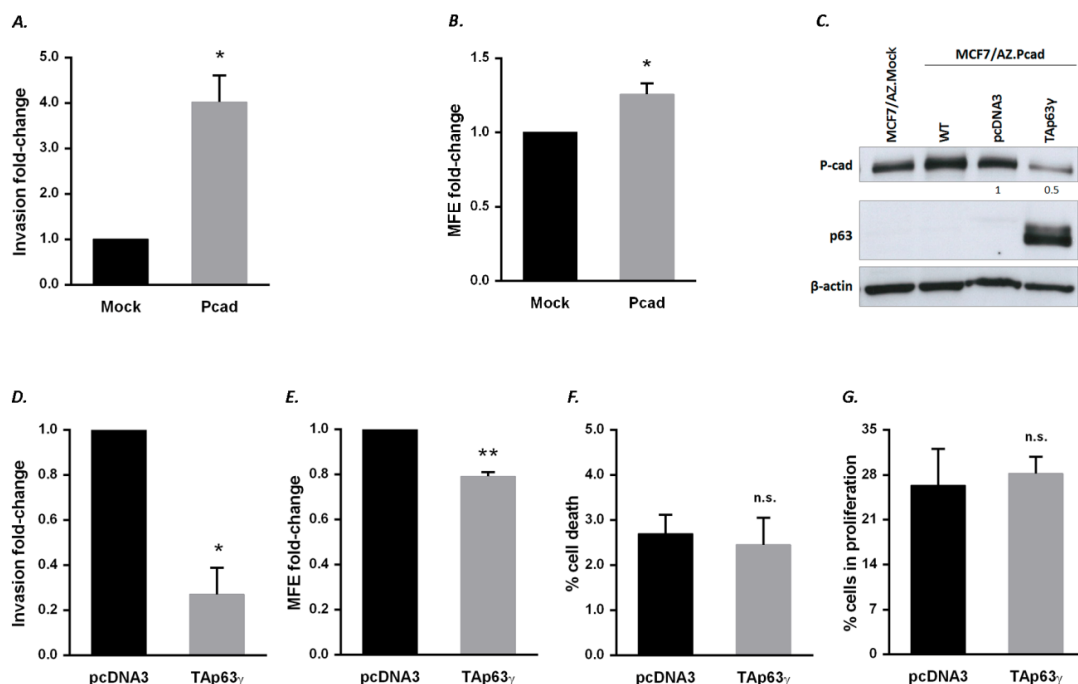 A.
Invasion fold-change
5.0
4.0
3.0
2.0
1.0
0.0
*
Mock
Pcad
B.
MFE fold-change
1.5
1.0
0.5
0.0
*
Mock
Pcad
C.
MCF7/AZ.Mock
MCF7/AZ.Pcad
WT
pcDNA3
TAp63γ
P-cad
1
0.5
p63
β-actin
D.
Invasion fold-change
1.0
0.8
0.6
0.4
0.2
0.0
*
pcDNA3
TAp63γ
E.
MFE fold-change
1.0
0.8
0.6
0.4
0.2
0.0
**
pcDNA3
TAp63γ
F.
% cell death
5.0
4.0
3.0
2.0
1.0
0.0
n.s.
pcDNA3
TAp63γ
G.
% cells in proliferation
35
28
21
14
7
0
n.s.
pcDNA3
TAp63γ